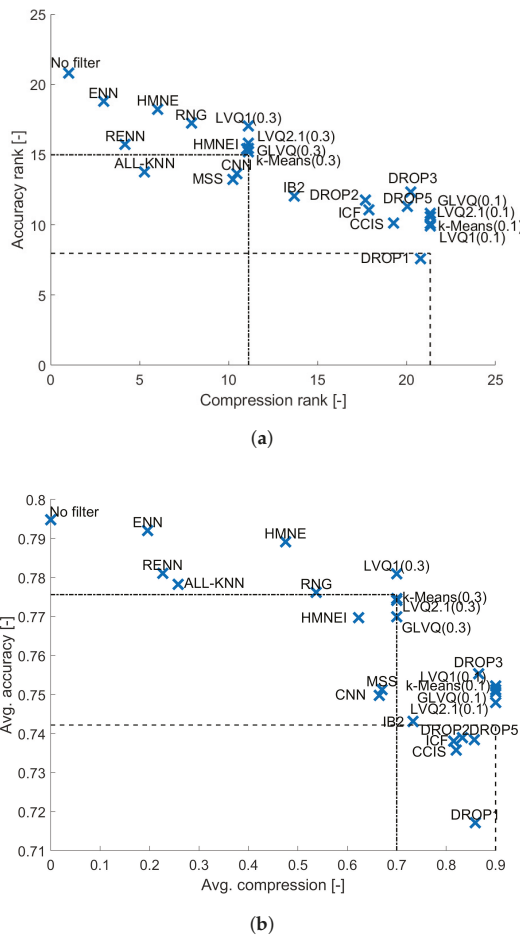 25
No filter
20
ENN
HMNE
RNG
LVQ1(0.3)
RENN
HMNEI
LVQ2.1(0.3)
GLVQ(0.3)
15
ALL-KNN
CNN
k-Means(0.3)
MSS
IB2
DROP2
DROP3
DROP5
GLVQ(0.1)
ICF
LVQ2.1(0.1)
CCIS
k-Means(0.1)
10
LVQ1(0.1)
DROP1
5
0
Accuracy rank [-]
0 5 10 15 20 25
Compression rank [-]
(a)
0.8
No filter
ENN
0.79
HMNE
RENN
LVQ1(0.3)
0.78
ALL-KNN
RNG
k-Means(0.3)
LVQ2.1(0.3)
0.77
HMNEI
GLVQ(0.3)
0.76
DROP3
MSS
LVQ1(0.1)
k-Means(0.1)
0.75
CNN
GLVQ(0.1)
LVQ2.1(0.1)
IB2
0.74
DROP2
DROP5
ICF
CCIS
0.73
0.72
DROP1
0.71
Avg. accuracy [-]
0 0.1 0.2 0.3 0.4 0.5 0.6 0.7 0.8 0.9
Avg. compression [-]
(b)